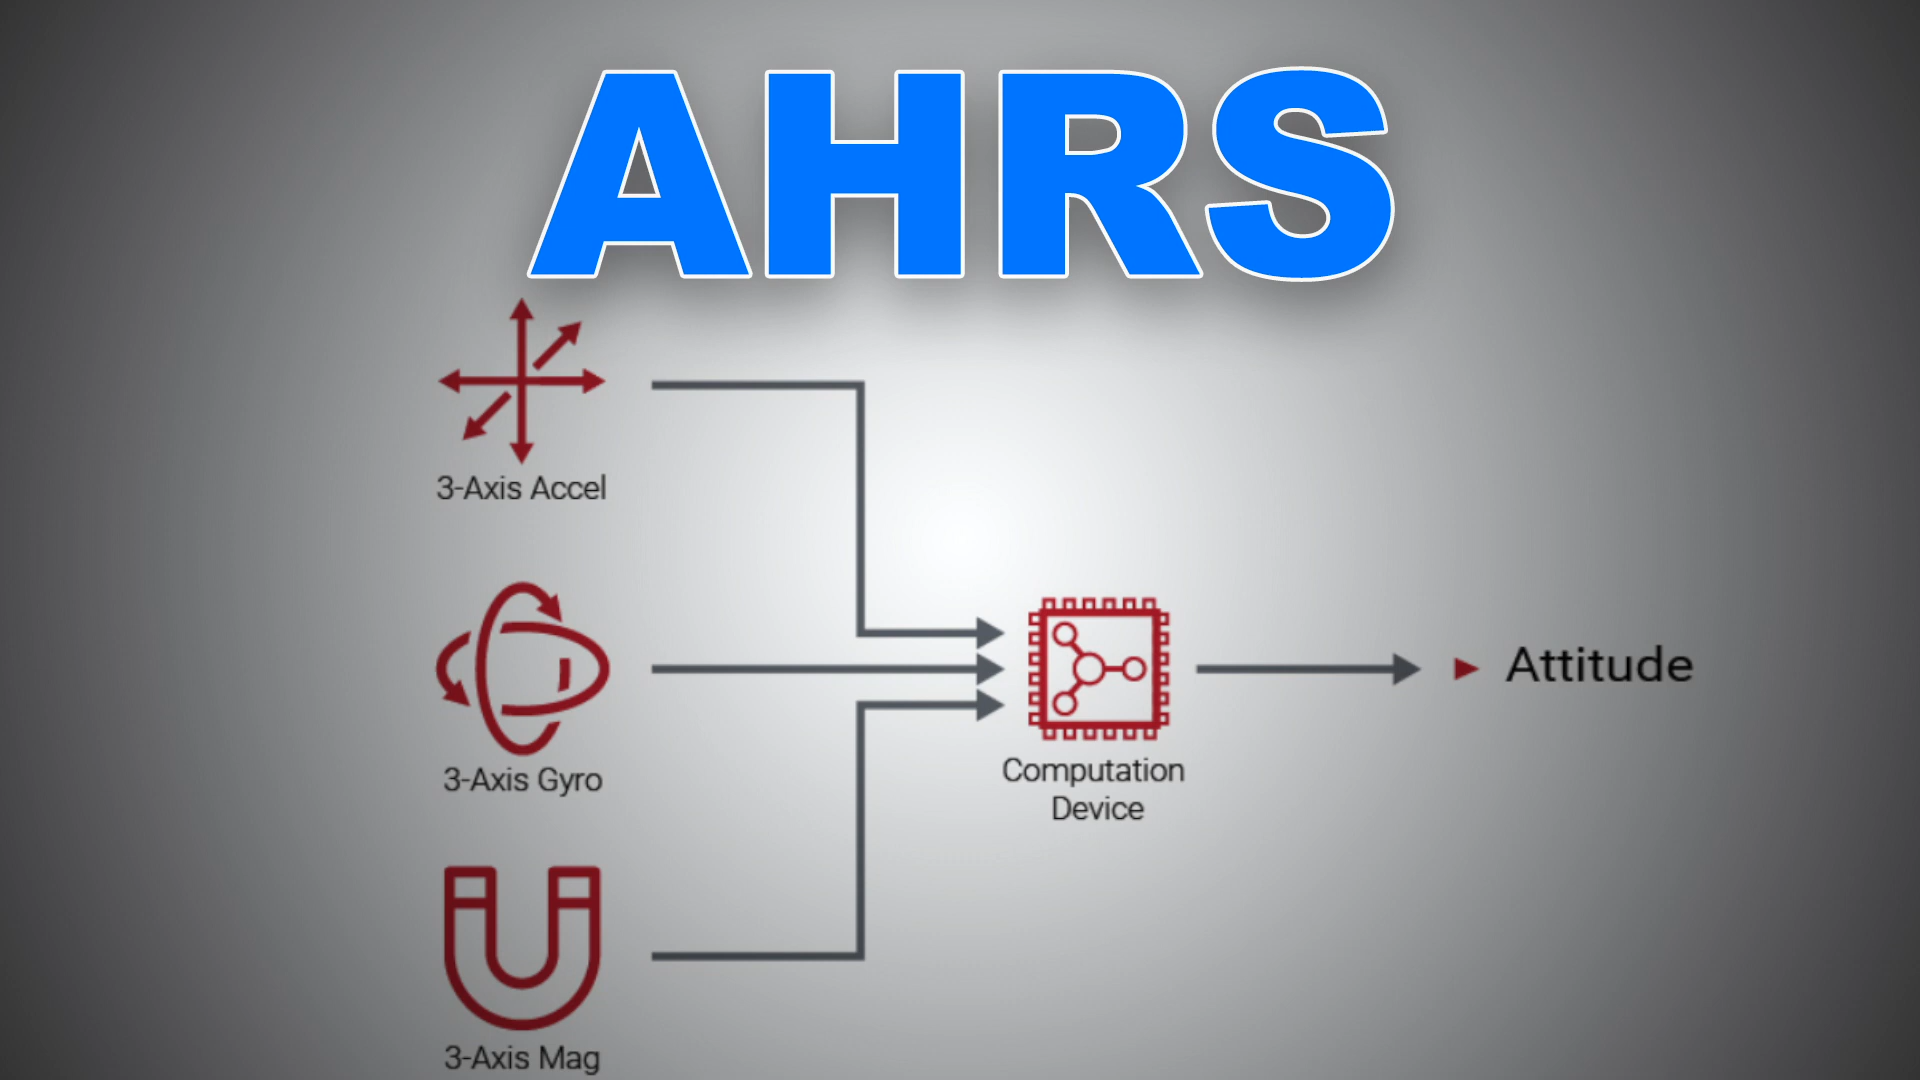 AHRS
3-Axis Accel
3-Axis Gyro
Computation
Device
Attitude
3-Axis Mag